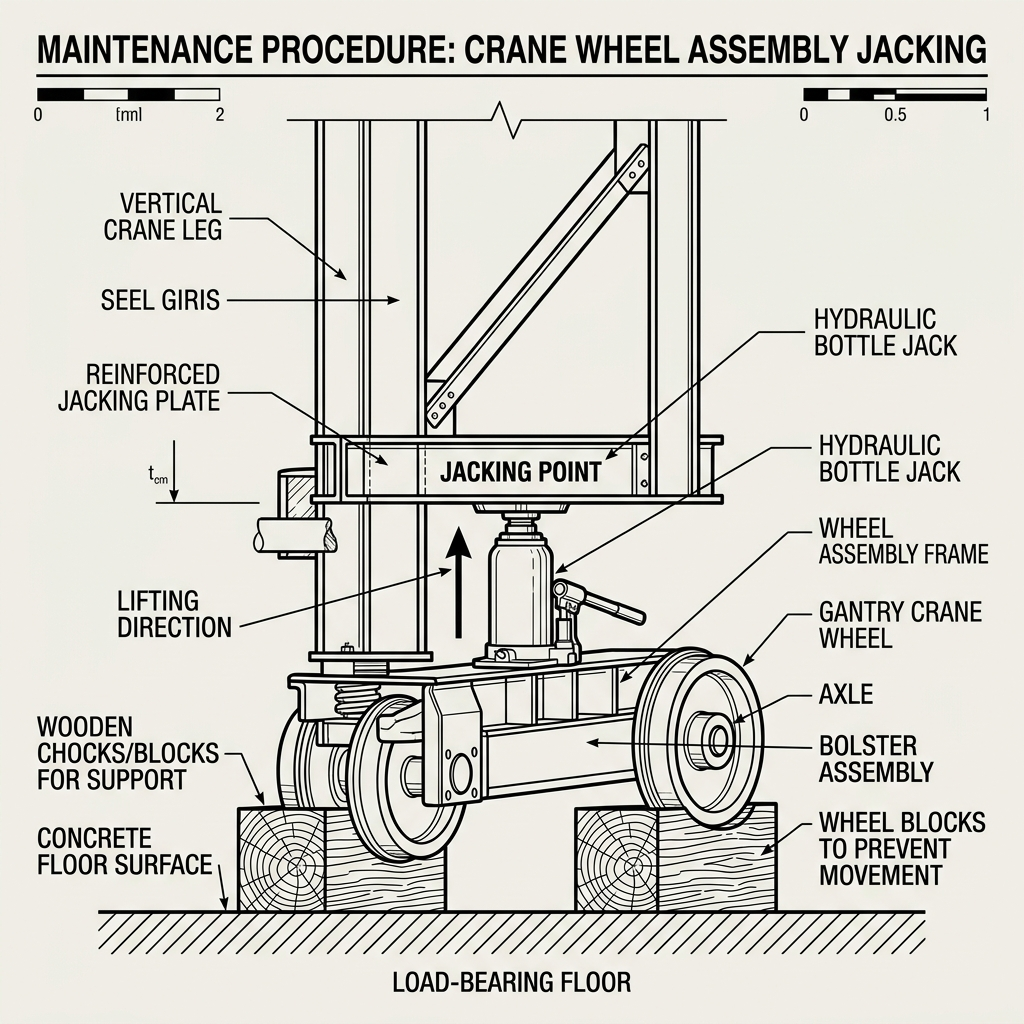 MAINTENANCE PROCEDURE: CRANE WHEEL ASSEMBLY JACKING
0 2
0 0.5 1
VERTICAL
CRANE LEG
SEEL GIRIS
REINFORCED
JACKING PLATE
HYDRAULIC
BOTTLE JACK
JACKING POINT
HYDRAULIC
BOTTLE JACK
tcm
WHEEL
ASSEMBLY FRAME
LIFTING
DIRECTION
GANTRY CRANE
WHEEL
AXLE
WOODEN
CHOCKS/BLOCKS
FOR SUPPORT
BOLSTER
ASSEMBLY
CONCRETE
FLOOR SURFACE
WHEEL BLOCKS
TO PREVENT
MOVEMENT
LOAD-BEARING FLOOR